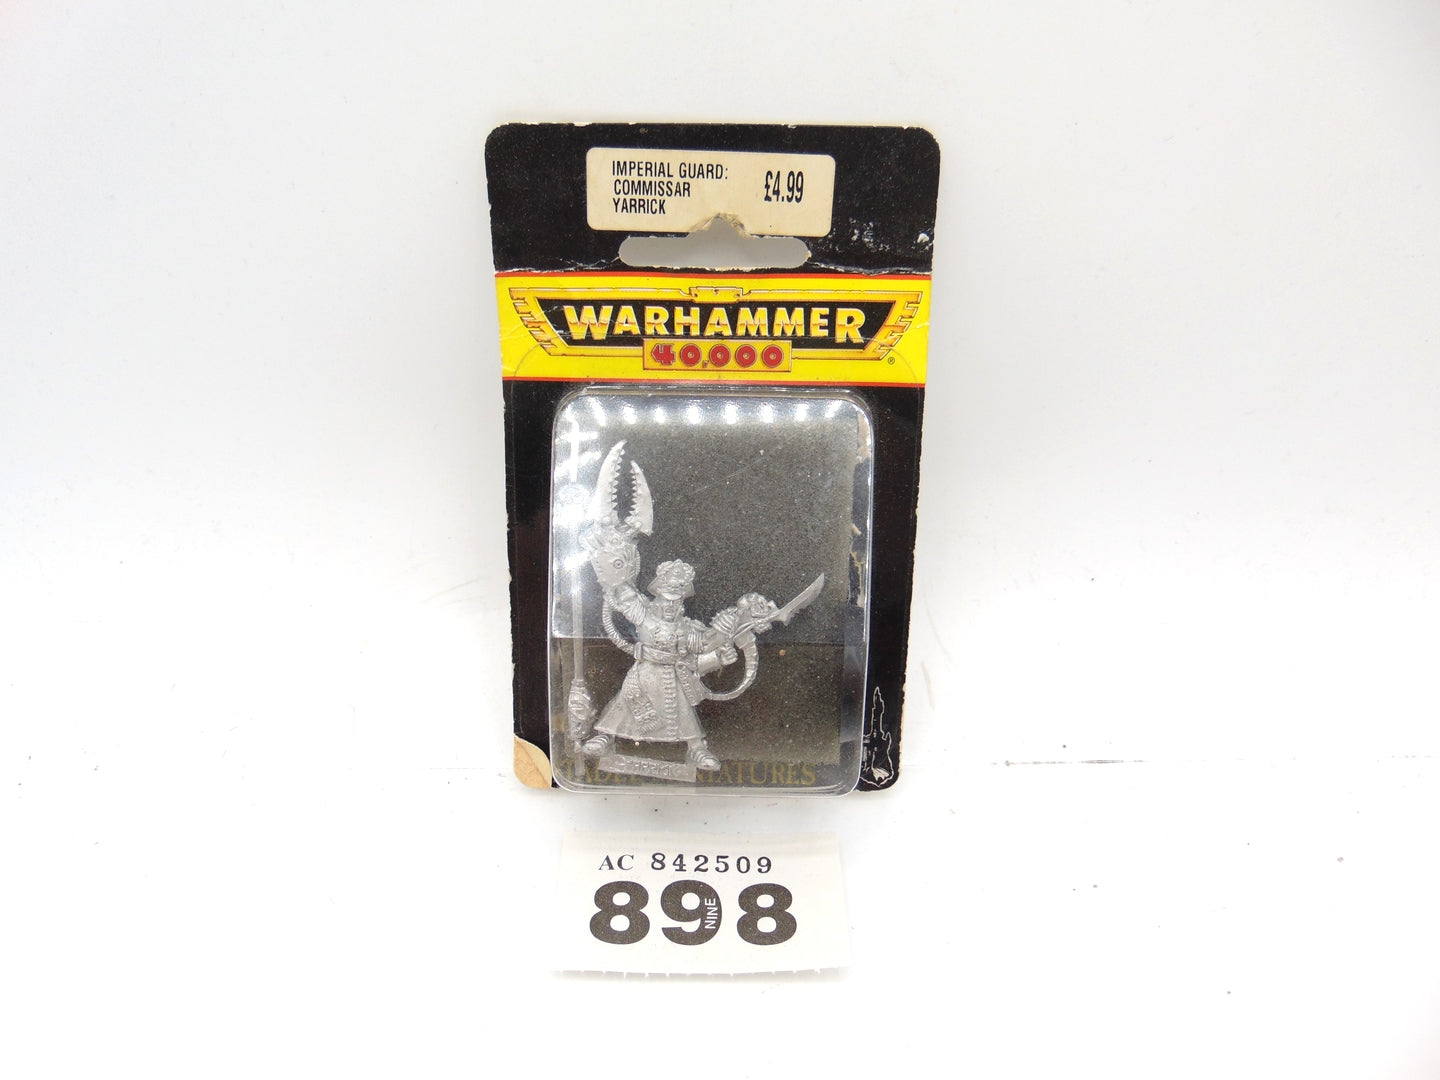 IMPERIAL GUARD:
COMMISSAR
YARRICK
£4.99
WARHAMMER
40,000
®
AC 842509
898
NINE